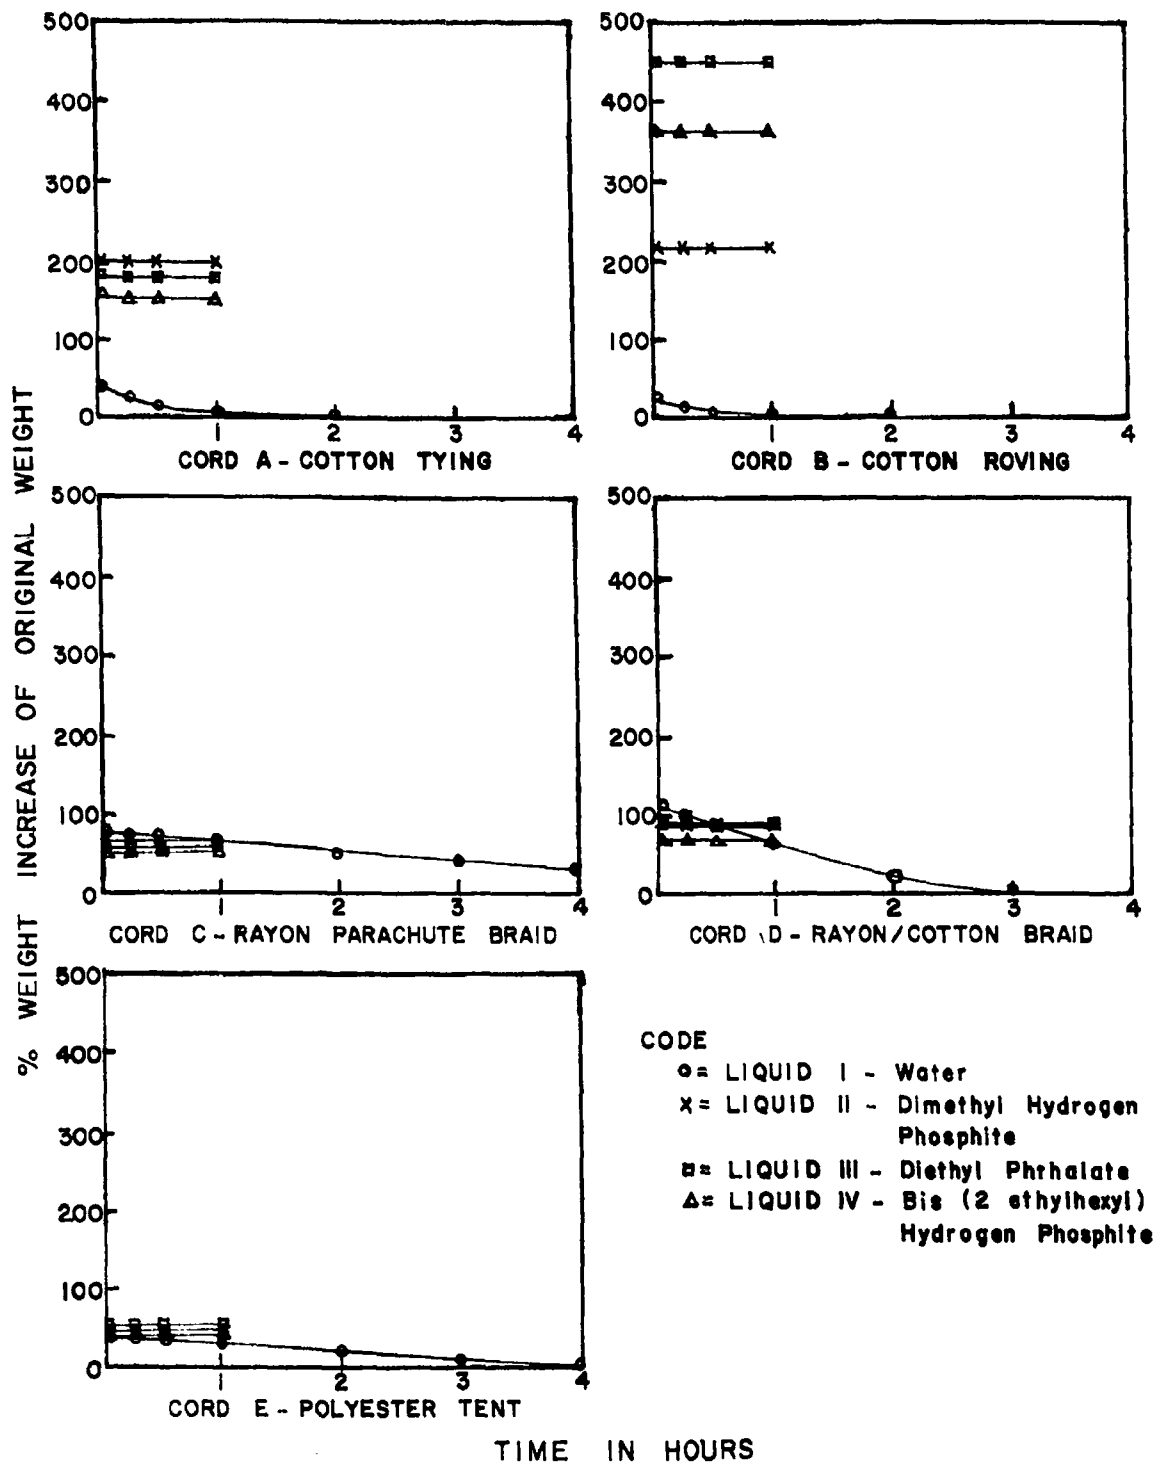 % WEIGHT INCREASE OF ORIGINAL WEIGHT
500
400
300
200
100
0
1 2 3 4
CORD A - COTTON TYING
500
400
300
200
100
0
1 2 3 4
CORD B - COTTON ROVING
500
400
300
200
100
0
1 2 3 4
CORD C - RAYON PARACHUTE BRAID
500
400
300
200
100
0
1 2 3 4
CORD D - RAYON/COTTON BRAID
500
400
300
200
100
0
1 2 3 4
CORD E - POLYESTER TENT
CODE
o= LIQUID I - Water
x= LIQUID II - Dimethyl Hydrogen
Phosphite
¤= LIQUID III - Diethyl Phrhalate
Δ= LIQUID IV - Bis (2 ethylhexyl)
Hydrogen Phosphite
TIME IN HOURS